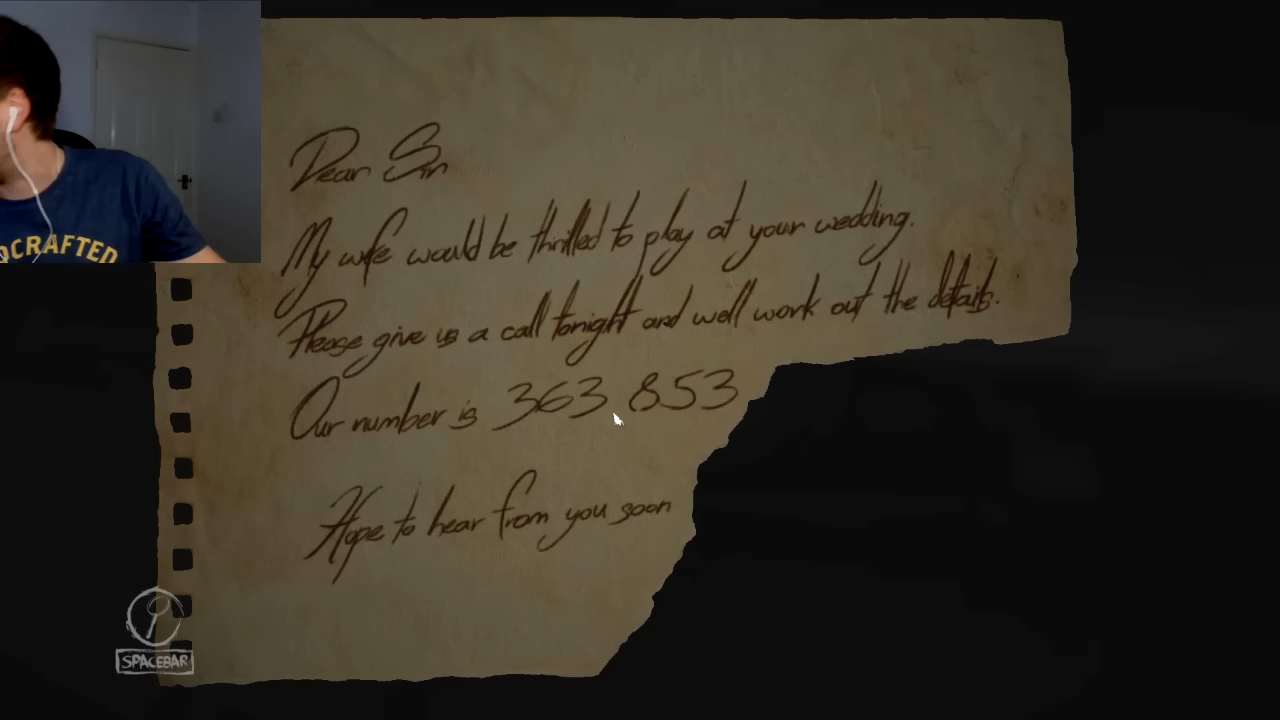 Dear Sir
My wife would be thrilled to play at your wedding.
Please give us a call tonight and well work out the details.
Our number is 363 853
Hope to hear from you soon
CRAFTED
SPACEBAR